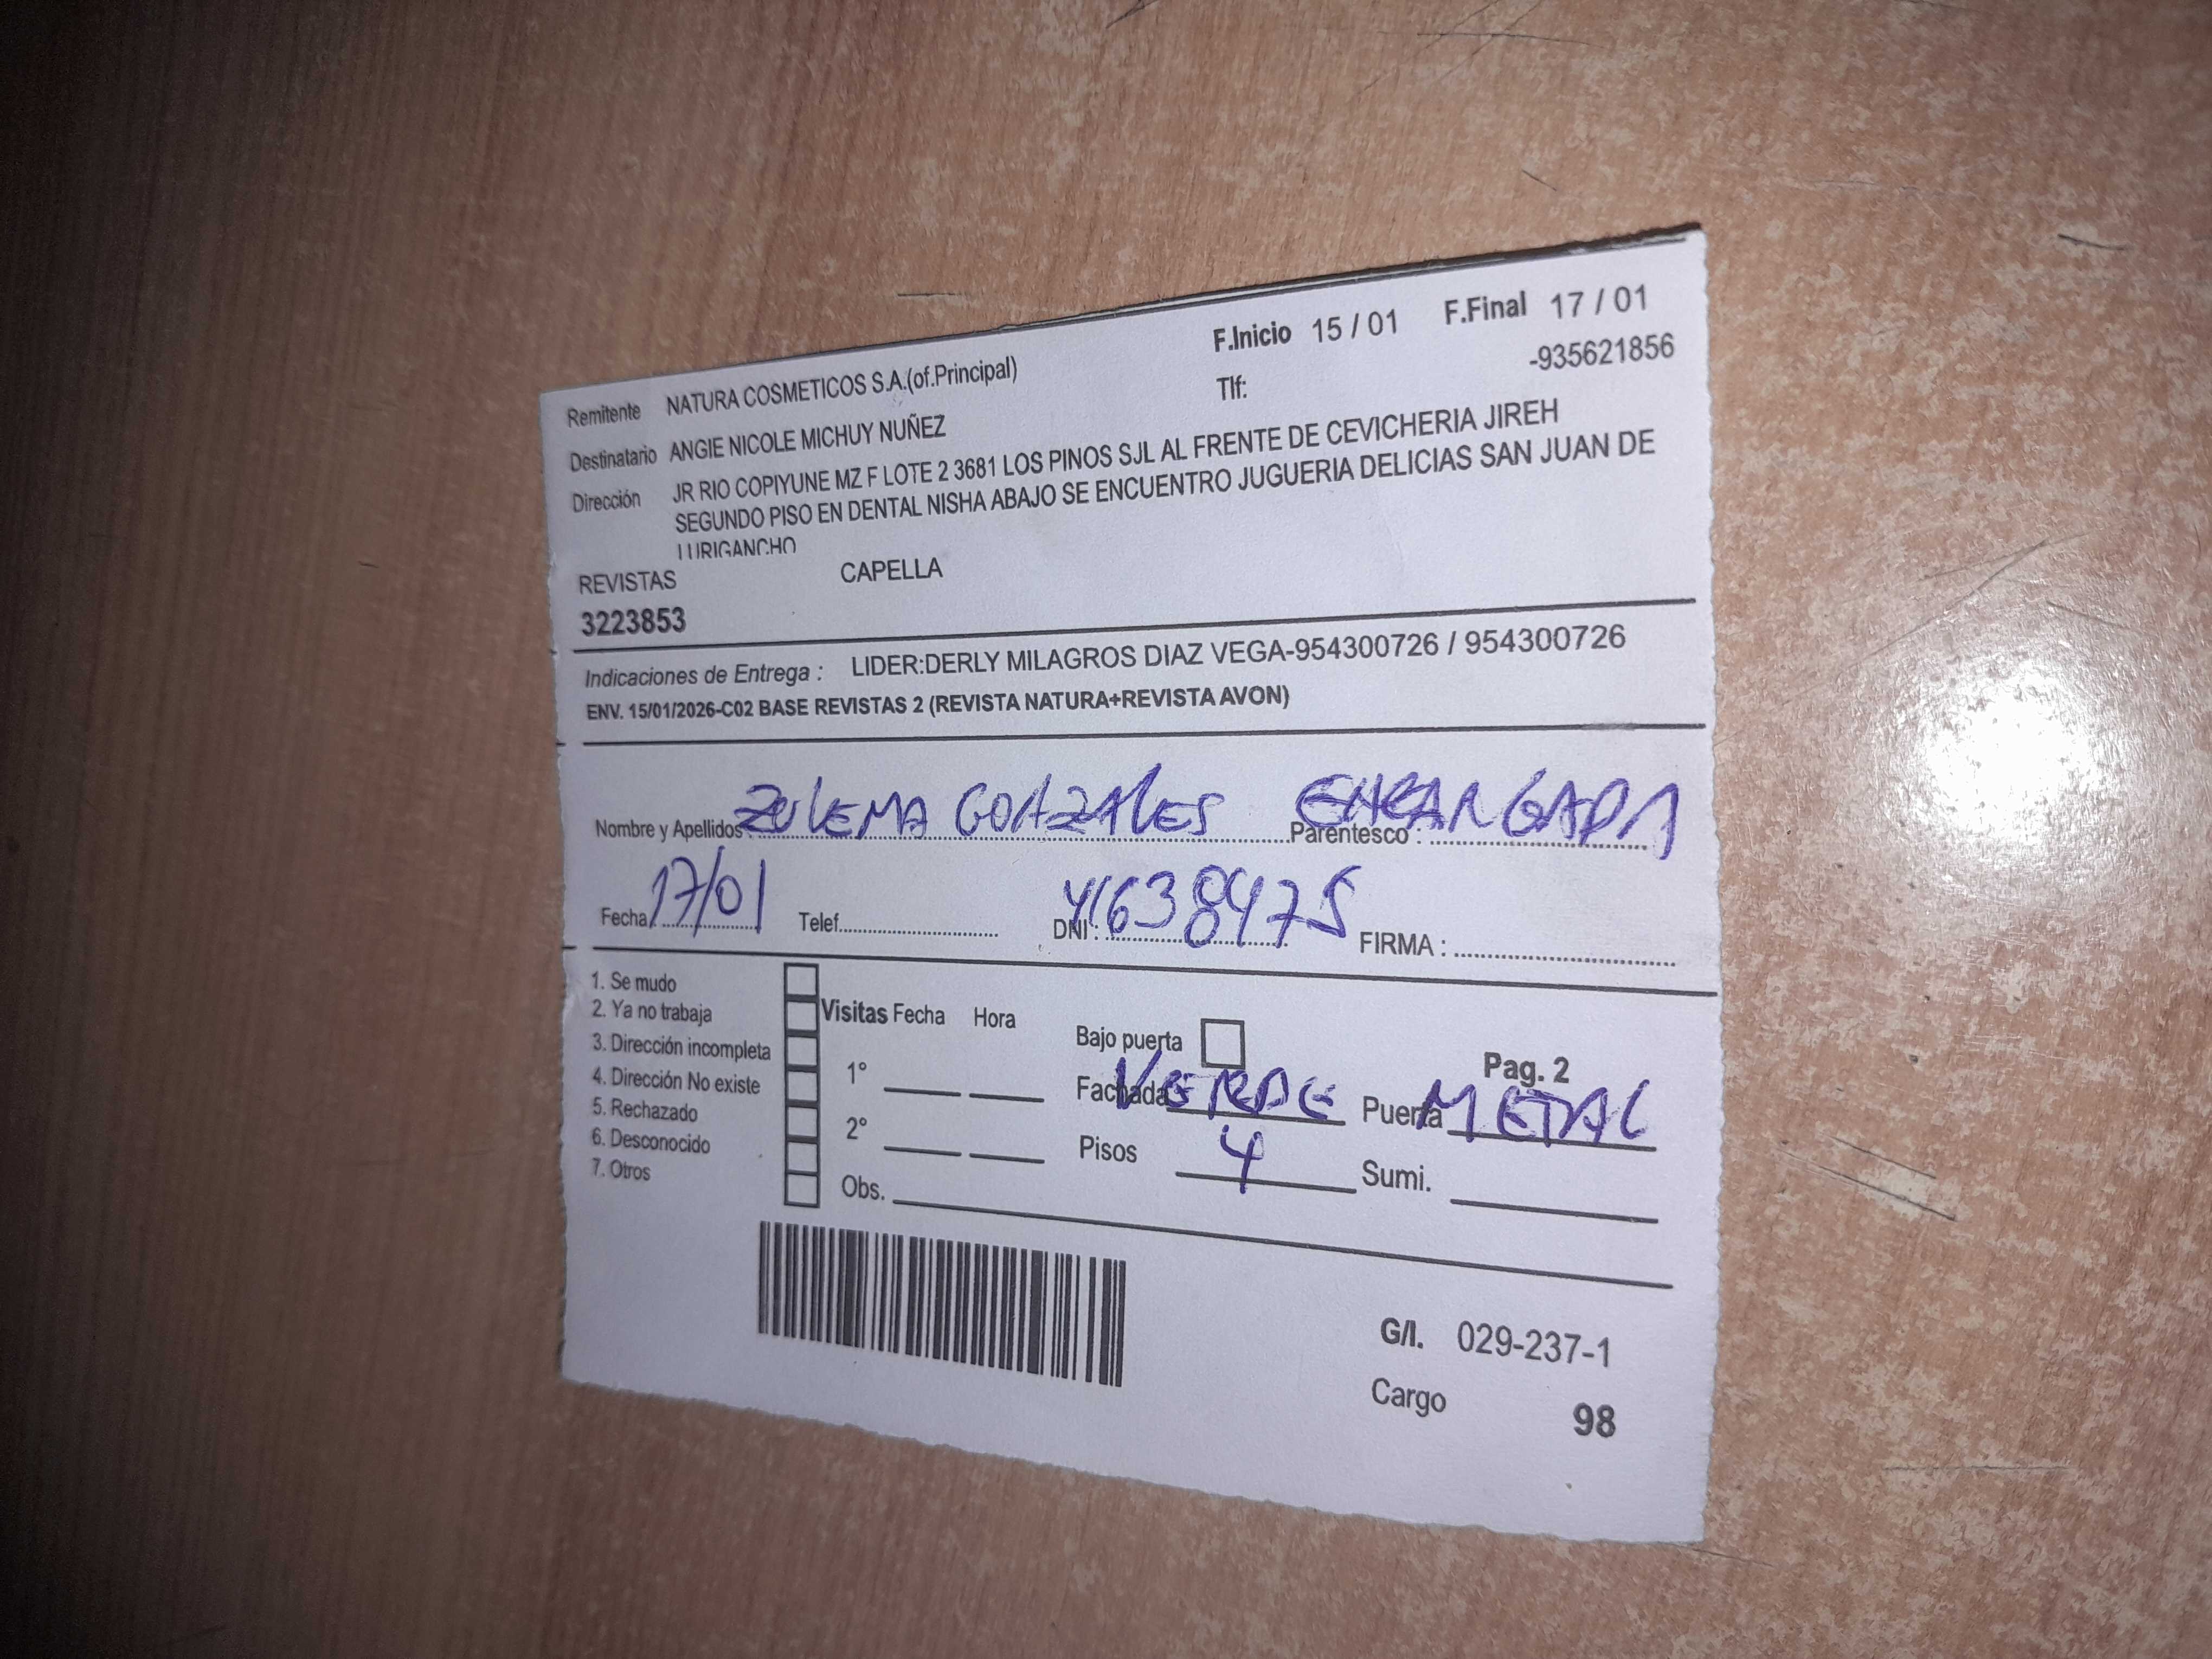 F.Inicio 15 / 01 F.Final 17 / 01
Remitente NATURA COSMETICOS S.A.(of.Principal) Tlf: -935621856
Destinatario ANGIE NICOLE MICHUY NUÑEZ
Dirección JR RIO COPIYUNE MZ F LOTE 2 3681 LOS PINOS SJL AL FRENTE DE CEVICHERIA JIREH
SEGUNDO PISO EN DENTAL NISHA ABAJO SE ENCUENTRO JUGUERIA DELICIAS SAN JUAN DE
LURIGANCHO
REVISTAS CAPELLA
3223853
Indicaciones de Entrega : LIDER:DERLY MILAGROS DIAZ VEGA-954300726 / 954300726
ENV. 15/01/2026-C02 BASE REVISTAS 2 (REVISTA NATURA+REVISTA AVON)
Nombre y Apellidos: ZULEMA GONZALES Parentesco : ENCARGADA
Fecha: 17/01 Telef. DNI : 41638475 FIRMA :
1. Se mudo
2. Ya no trabaja
3. Dirección incompleta
4. Dirección No existe
5. Rechazado
6. Desconocido
7. Otros
Visitas Fecha Hora
1°
2°
Obs.
Bajo puerta Pag. 2
Fachada VERDE Puerta METAL
Pisos 4 Sumi.
G/I. 029-237-1
Cargo 98